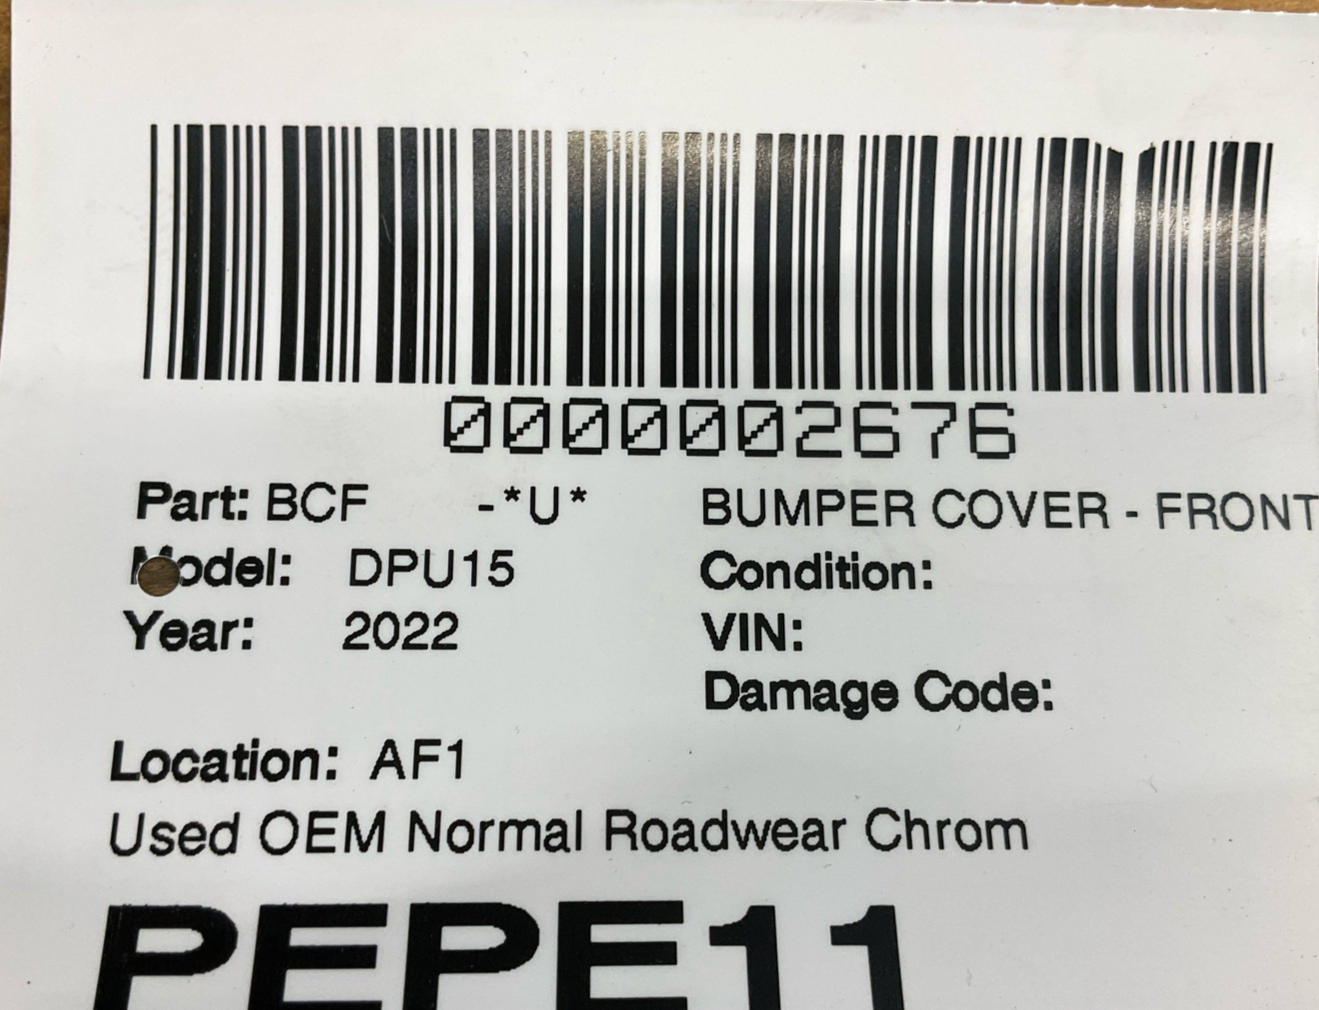 0000002676
Part: BCF -*U* BUMPER COVER - FRONT
Model: DPU15 Condition:
Year: 2022 VIN:
Damage Code:
Location: AF1
Used OEM Normal Roadwear Chrom
PEPE11